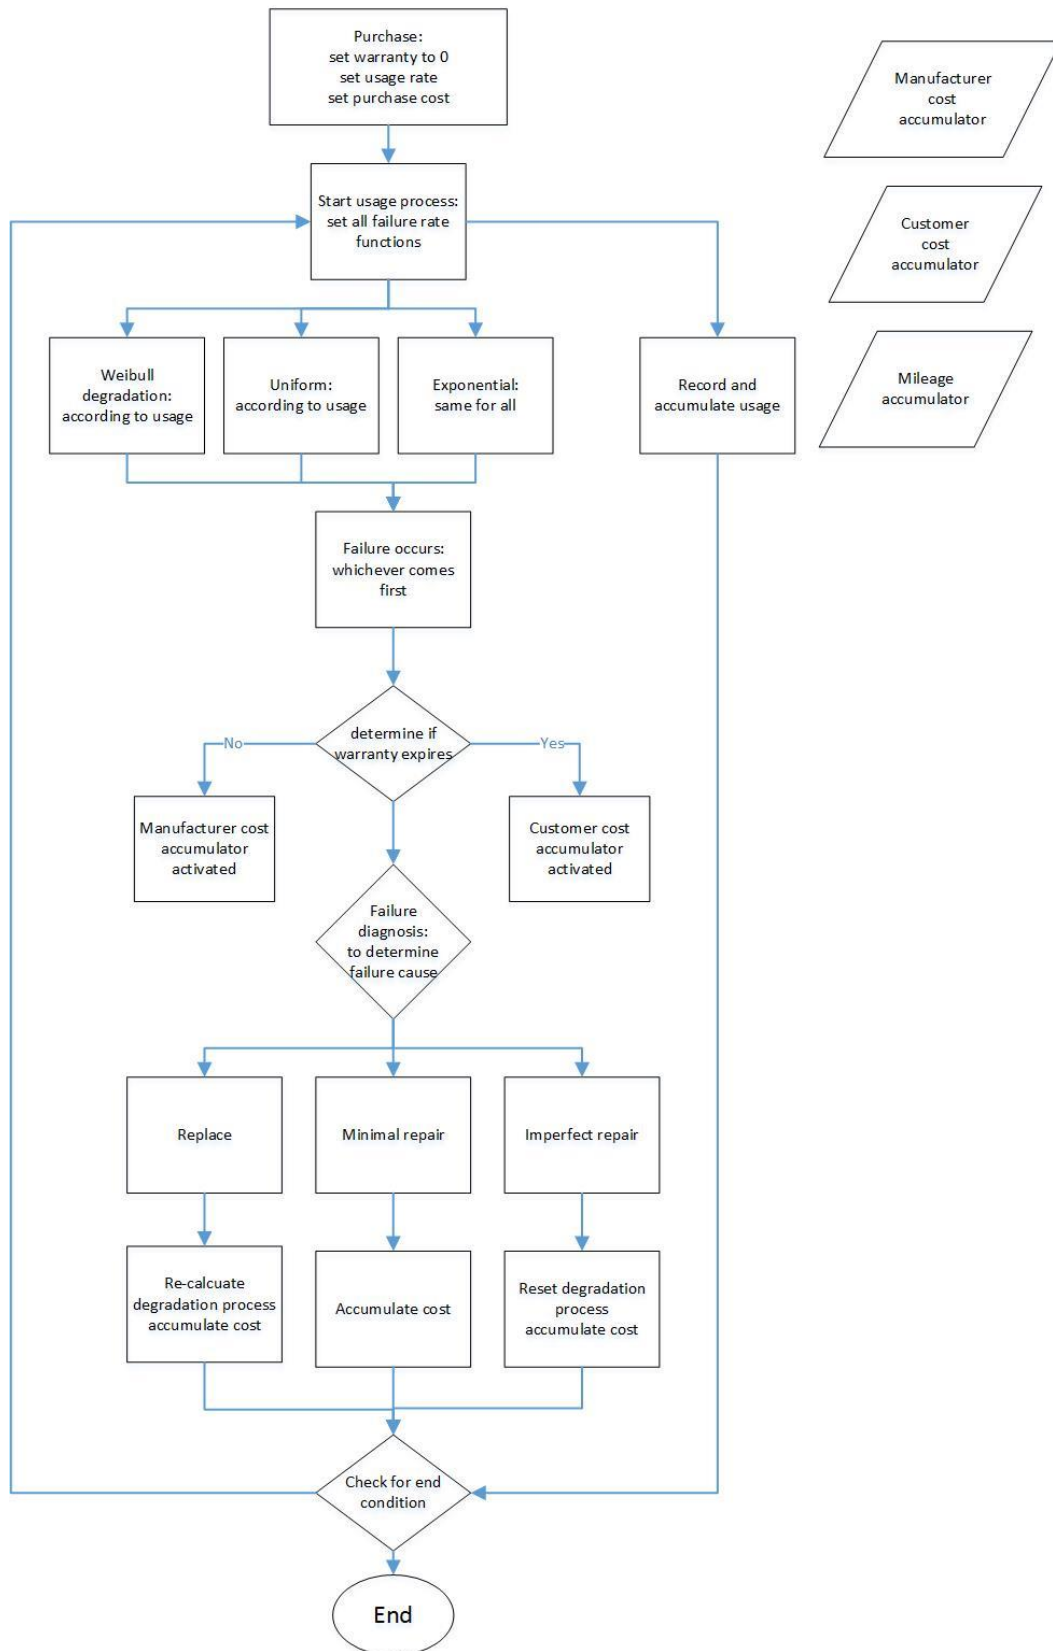 Purchase:
set warranty to 0
set usage rate
set purchase cost
Manufacturer
cost
accumulator
Start usage process:
set all failure rate
functions
Customer
cost
accumulator
Weibull
degradation:
according to usage
Uniform:
according to usage
Exponential:
same for all
Record and
accumulate usage
Mileage
accumulator
Failure occurs:
whichever comes
first
determine if
warranty expires
No
Yes
Manufacturer cost
accumulator
activated
Customer cost
accumulator
activated
Failure
diagnosis:
to determine
failure cause
Replace
Minimal repair
Imperfect repair
Re-calcuate
degradation process
accumulate cost
Accumulate cost
Reset degradation
process
accumulate cost
Check for end
condition
End